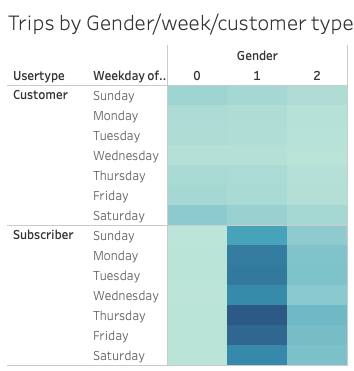 Trips by Gender/week/customer type
Gender
Usertype Weekday of.. 0 1 2
Customer Sunday
Monday
Tuesday
Wednesday
Thursday
Friday
Saturday
Subscriber Sunday
Monday
Tuesday
Wednesday
Thursday
Friday
Saturday